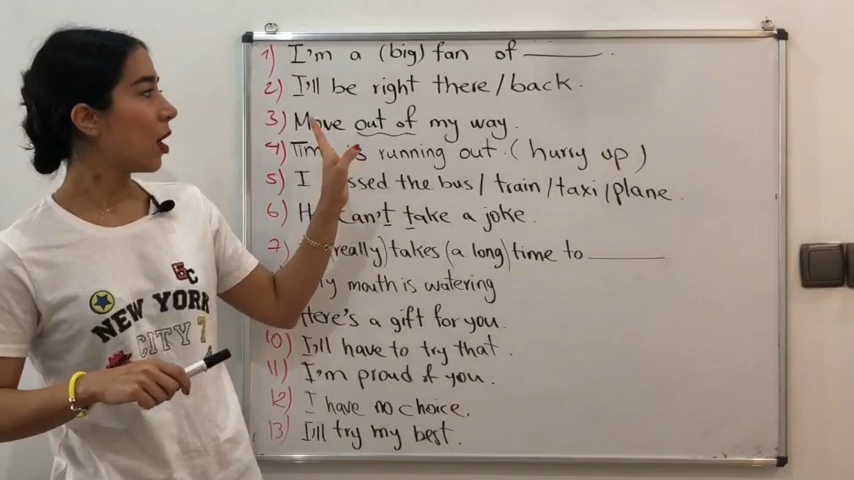 1) I'm a (big) fan of ______.
2) I'll be right there/back.
3) Move out of my way.
4) Time is running out. (hurry up)
5) I ssed the bus/train/taxi/plane
6) H can't take a joke.
7) (really) takes (a long) time to ______
my mouth is watering
Here's a gift for you.
10) I'll have to try that.
11) I'm proud of you.
12) I have no choice.
13) I'll try my best.
GC
NEW YORK
CITY 7